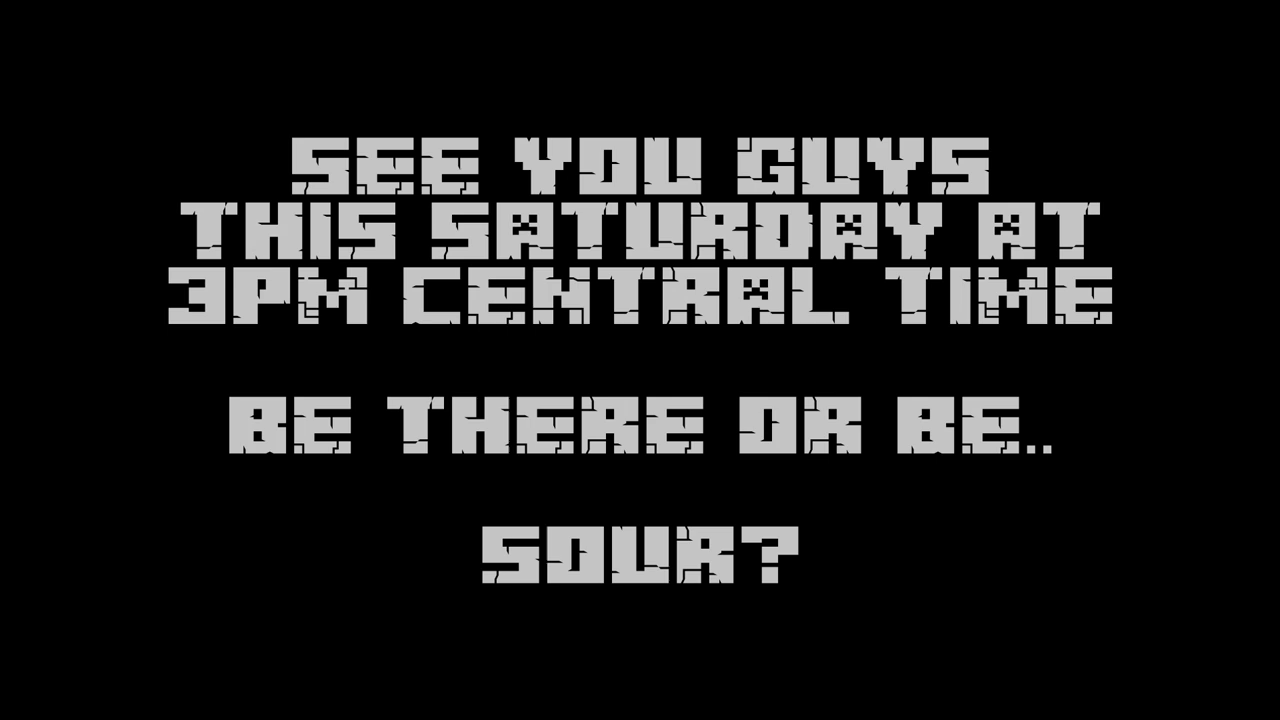 SEE YOU GUYS
THIS SATURDAY AT
3PM CENTRAL TIME
BE THERE OR BE..
SOUR?